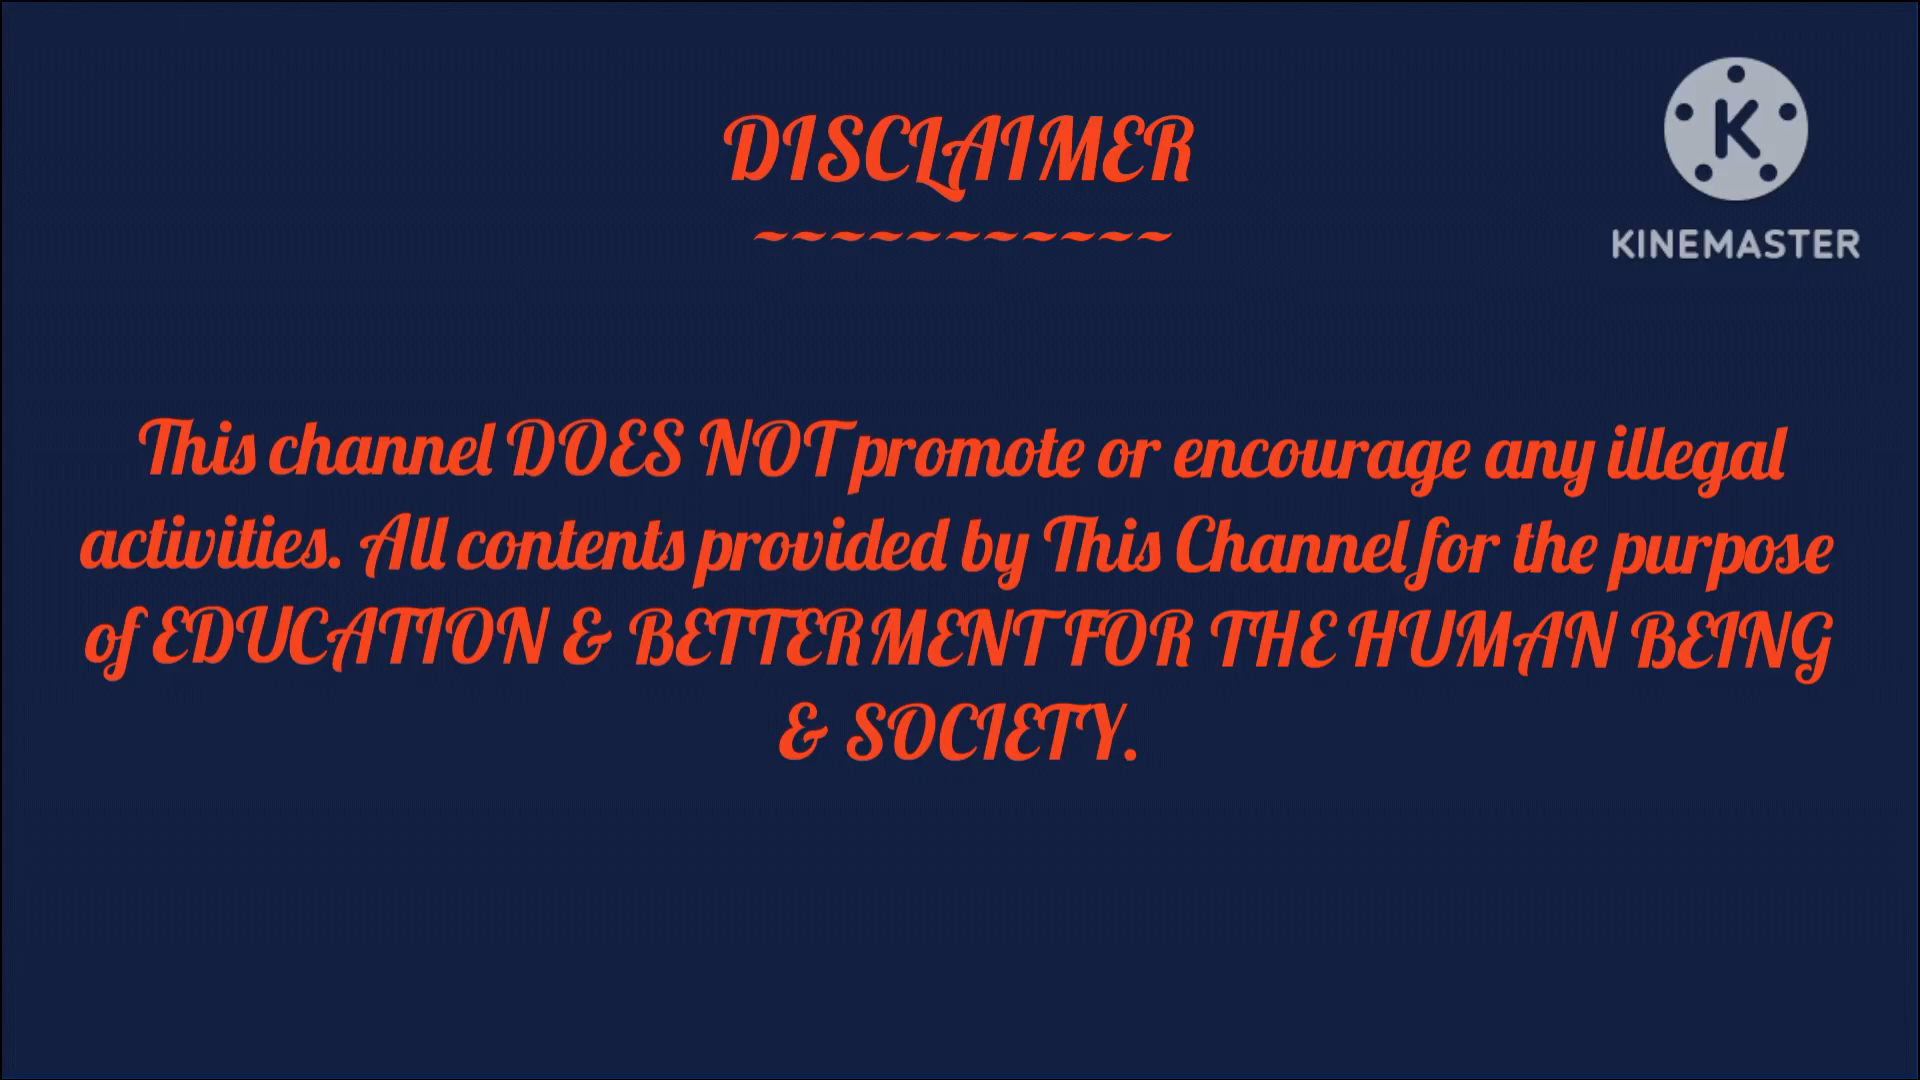 DISCLAIMER
~~~~~~~~~~~
K
KINEMASTER
This channel DOES NOT promote or encourage any illegal
activities. All contents provided by This Channel for the purpose
of EDUCATION & BETTERMENT FOR THE HUMAN BEING
& SOCIETY.